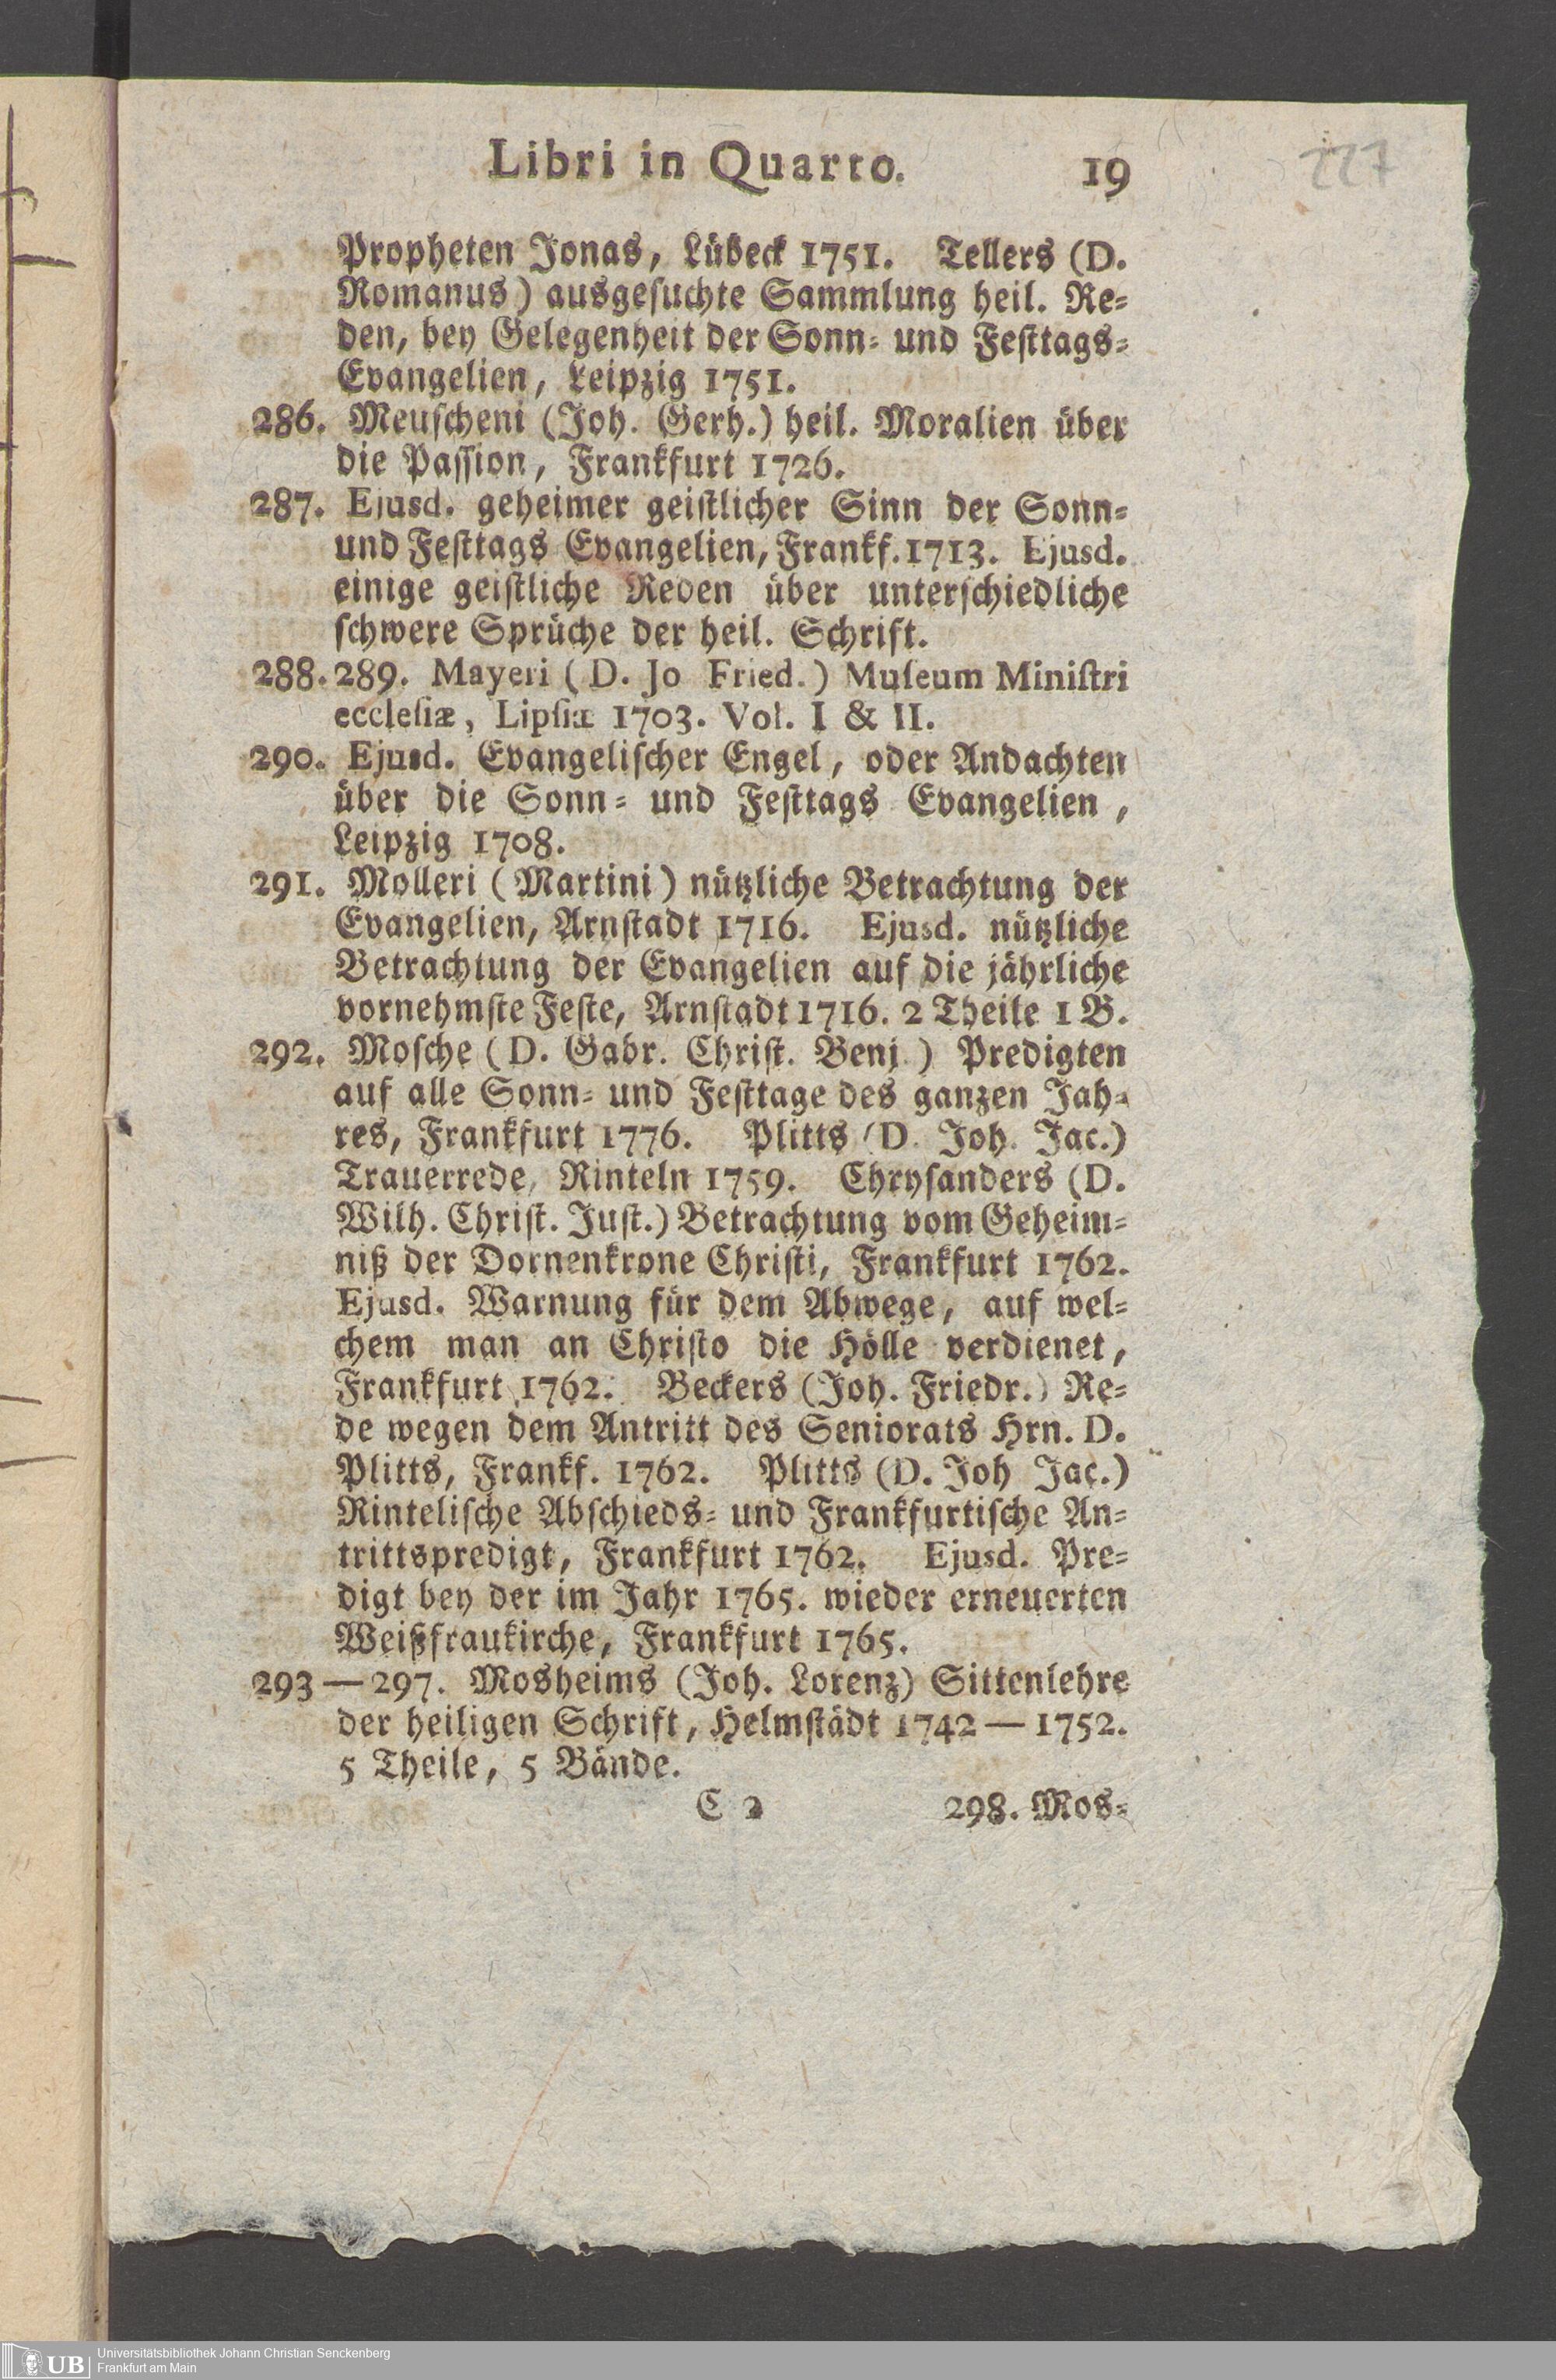 Libri in Quarto.
19
227
Propheten Jonas, Lübeck 1751. Tellers (D.
Romanus) ausgesuchte Sammlung heil. Re=
den, bey Gelegenheit der Sonn= und Festtags=
Evangelien, Leipzig 1751.
286. Meuscheni (Joh. Gerh.) heil. Moralien über
die Passion, Frankfurt 1726.
287. Ejusd. geheimer geistlicher Sinn der Sonn=
und Festtags Evangelien, Frankf. 1713. Ejusd.
einige geistliche Reden über unterschiedliche
schwere Sprüche der heil. Schrift.
288. 289. Mayeri (D. Jo Fried.) Muſeum Miniſtri
eccleſiæ, Lipſiæ 1703. Vol. I & II.
290. Ejusd. Evangelischer Engel, oder Andachten
über die Sonn= und Festtags Evangelien,
Leipzig 1708.
291. Molleri (Martini) nützliche Betrachtung der
Evangelien, Arnstadt 1716. Ejusd. nützliche
Betrachtung der Evangelien auf die jährliche
vornehmste Feste, Arnstadt 1716. 2 Theile 1 B.
292. Mosche (D. Gabr. Christ. Benj.) Predigten
auf alle Sonn= und Festtage des ganzen Jah=
res, Frankfurt 1776. Plitts (D. Joh. Jac.)
Trauerrede, Rinteln 1759. Chrysanders (D.
Wilh. Christ. Just.) Betrachtung vom Geheim=
niß der Dornenkrone Christi, Frankfurt 1762.
Ejusd. Warnung für dem Abwege, auf wel=
chem man an Christo die Hölle verdienet,
Frankfurt 1762. Beckers (Joh. Friedr.) Re=
de wegen dem Antritt des Seniorats Hrn. D.
Plitts, Frankf. 1762. Plitts (D. Joh Jac.)
Rintelische Abschieds= und Frankfurtische An=
trittspredigt, Frankfurt 1762. Ejusd. Pre=
digt bey der im Jahr 1765. wieder erneuerten
Weißfraukirche, Frankfurt 1765.
293 — 297. Mosheims (Joh. Lorenz) Sittenlehre
der heiligen Schrift, Helmstädt 1742 — 1752.
5 Theile, 5 Bände.
C 2
298. Mos=
UB
Universitätsbibliothek Johann Christian Senckenberg
Frankfurt am Main